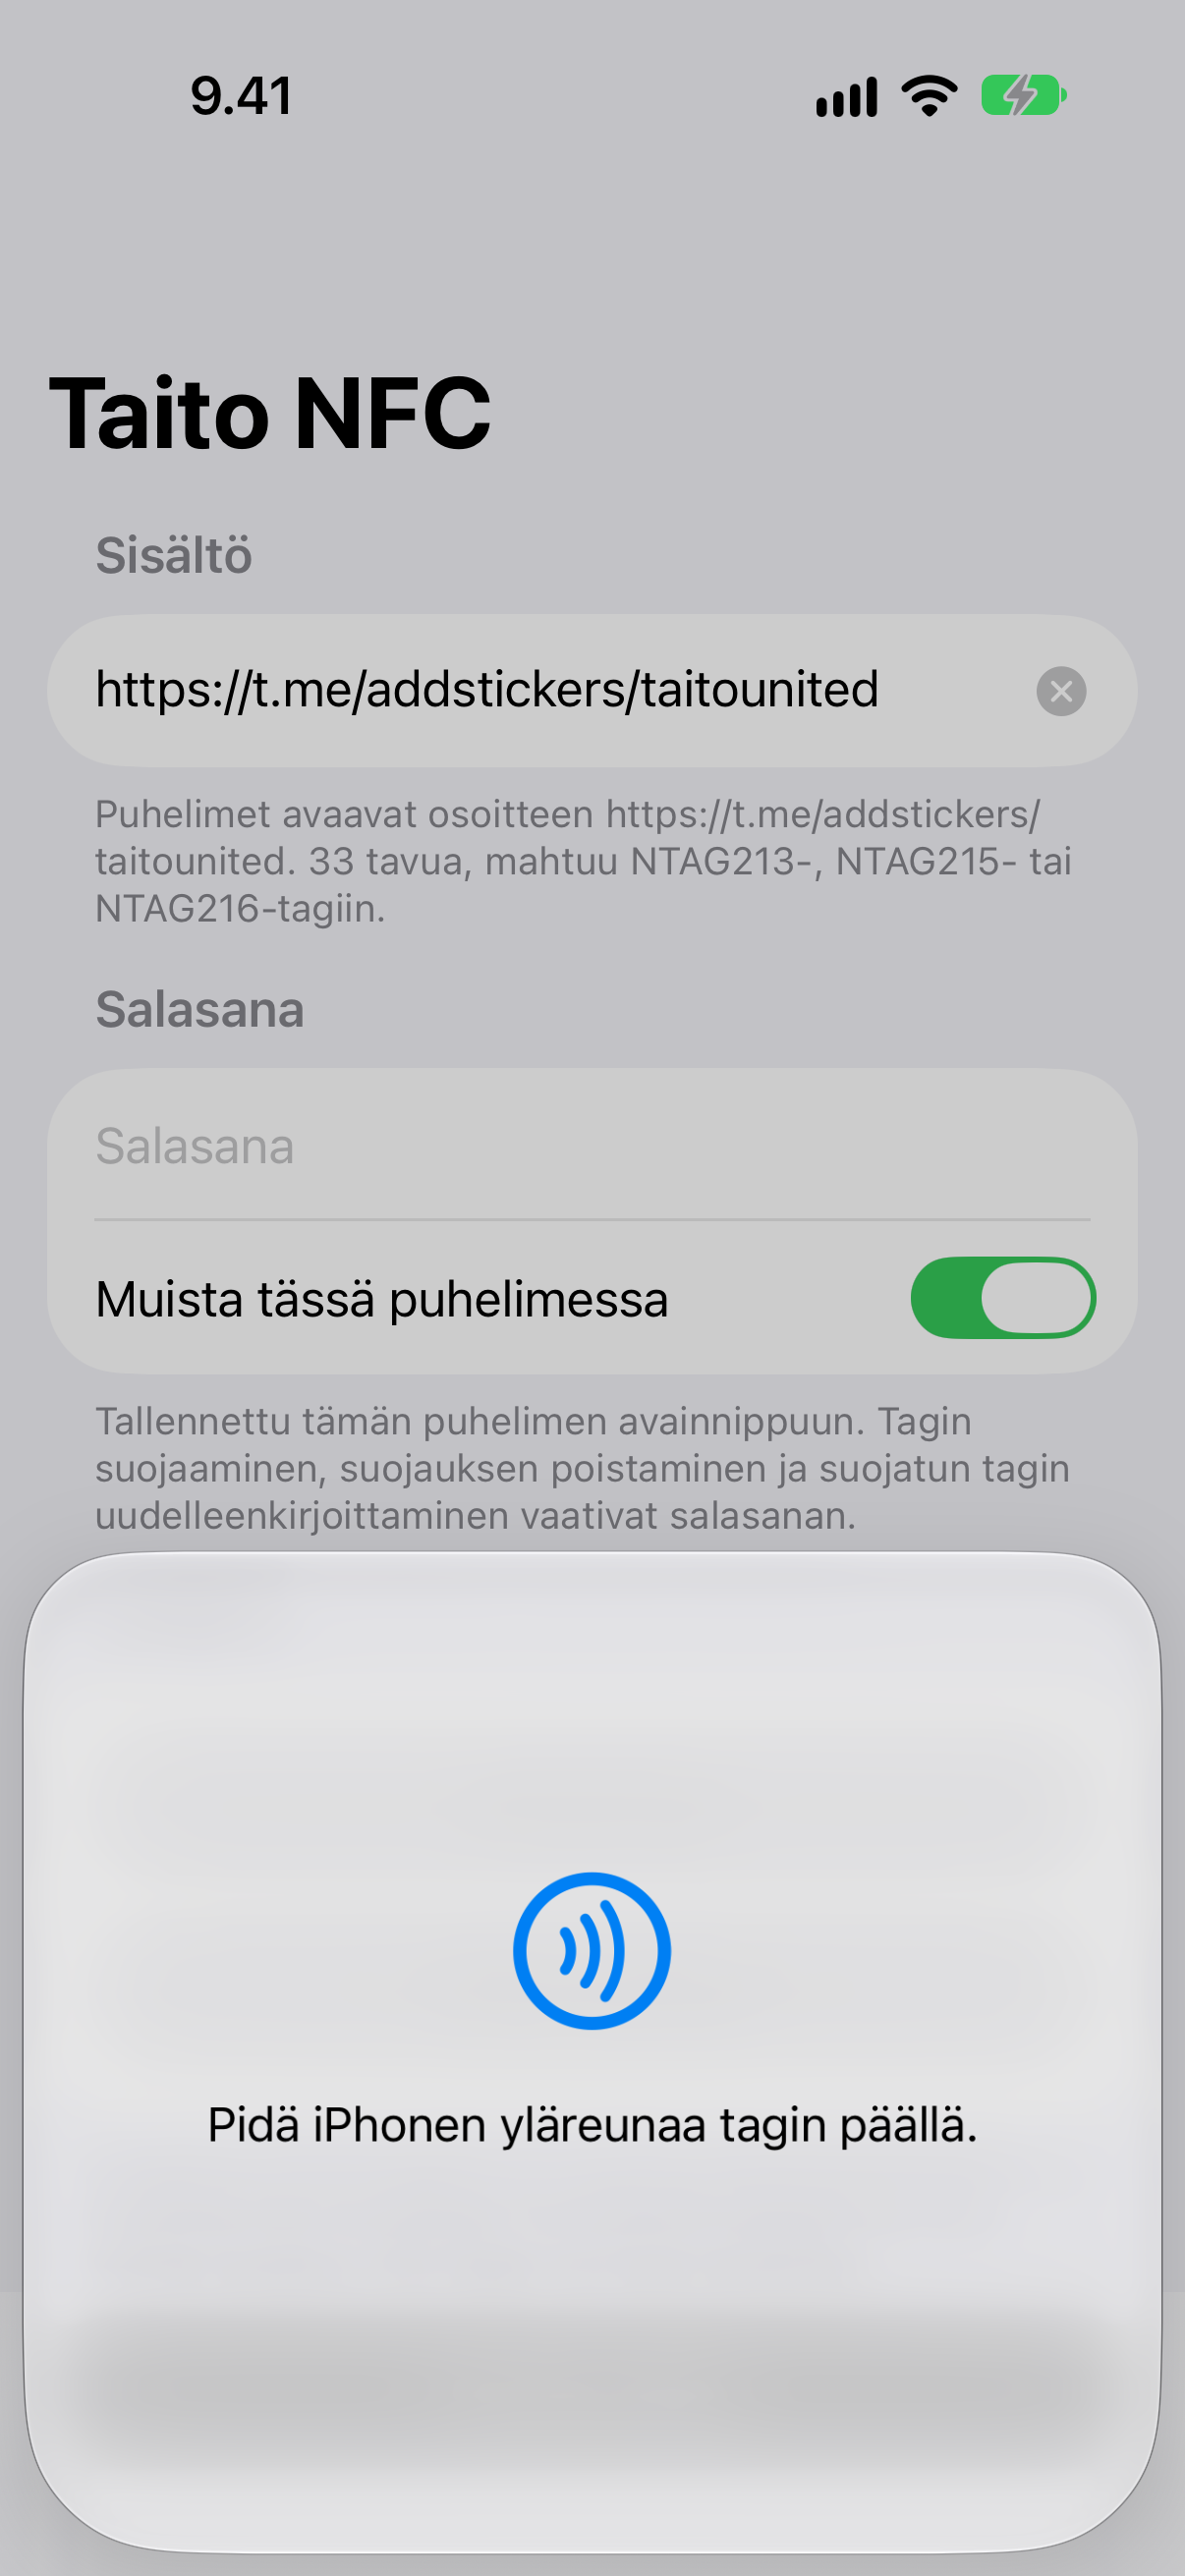 9.41
Taito NFC
Sisältö
https://t.me/addstickers/taitounited
Puhelimet avaavat osoitteen https://t.me/addstickers/
taitounited. 33 tavua, mahtuu NTAG213-, NTAG215- tai
NTAG216-tagiin.
Salasana
Salasana
Muista tässä puhelimessa
Tallennettu tämän puhelimen avainnippuun. Tagin
suojaaminen, suojauksen poistaminen ja suojatun tagin
uudelleenkirjoittaminen vaativat salasanan.
Pidä iPhonen yläreunaa tagin päällä.